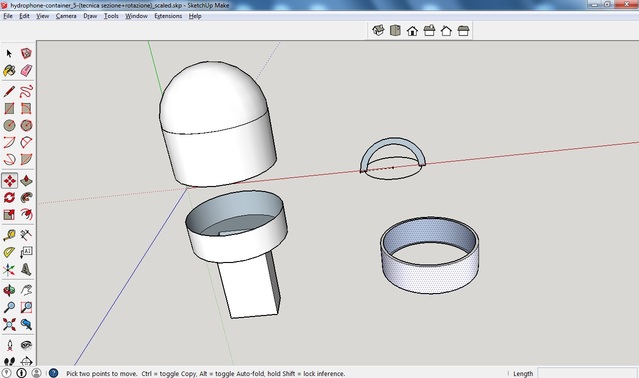 hydrophone-container_5-(tecnica sezione+rotazione)_scaled.skp - SketchUp Make
File Edit View Camera Draw Tools Window Extensions Help
A1
Pick two points to move. Ctrl = toggle Copy, Alt = toggle Auto-fold, hold Shift = lock inference. Length